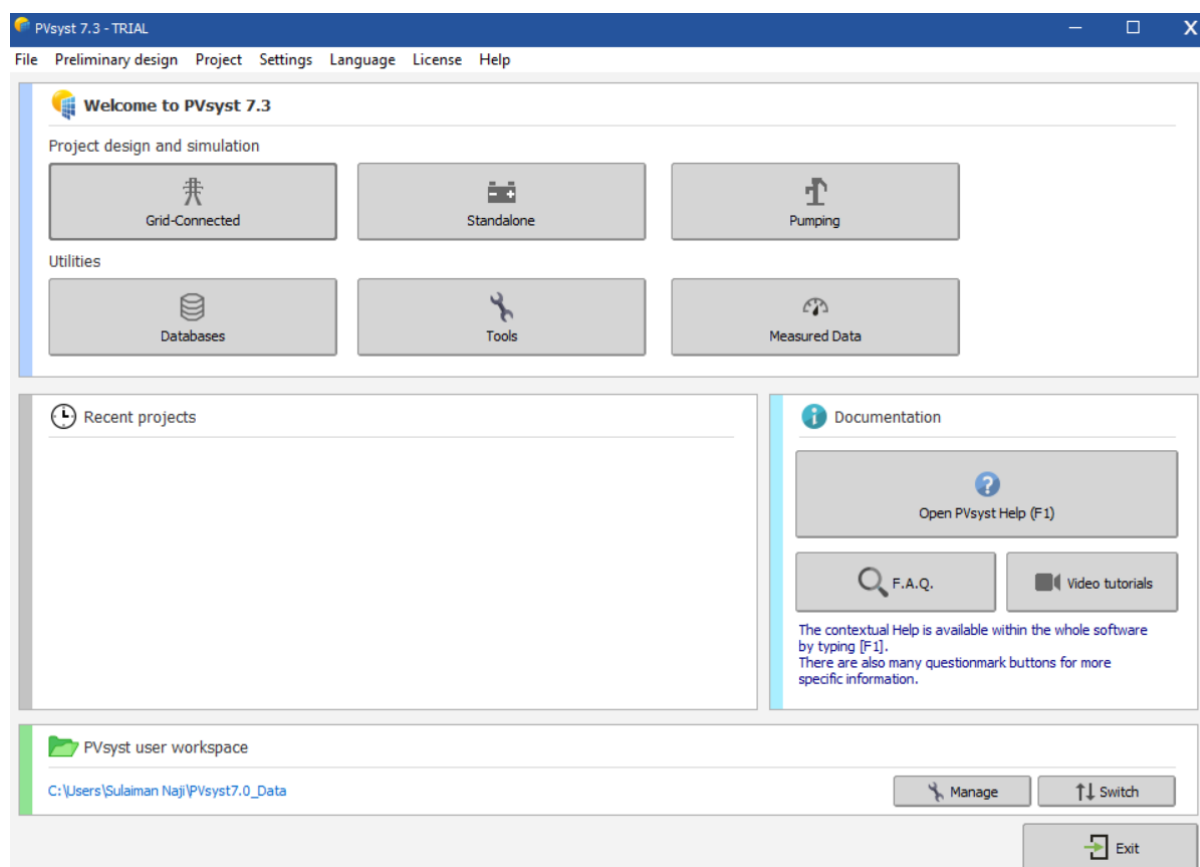 PVsyst 7.3 - TRIAL
X
File Preliminary design Project Settings Language License Help
Welcome to PVsyst 7.3
Project design and simulation
Grid-Connected
Standalone
Pumping
Utilities
Databases
Tools
Measured Data
Recent projects
Documentation
Open PVsyst Help (F1)
F.A.Q.
Video tutorials
The contextual Help is available within the whole software
by typing [F1].
There are also many questionmark buttons for more
specific information.
PVsyst user workspace
C:\Users\Sulaiman Naji\PVsyst7.0_Data
Manage
Switch
Exit